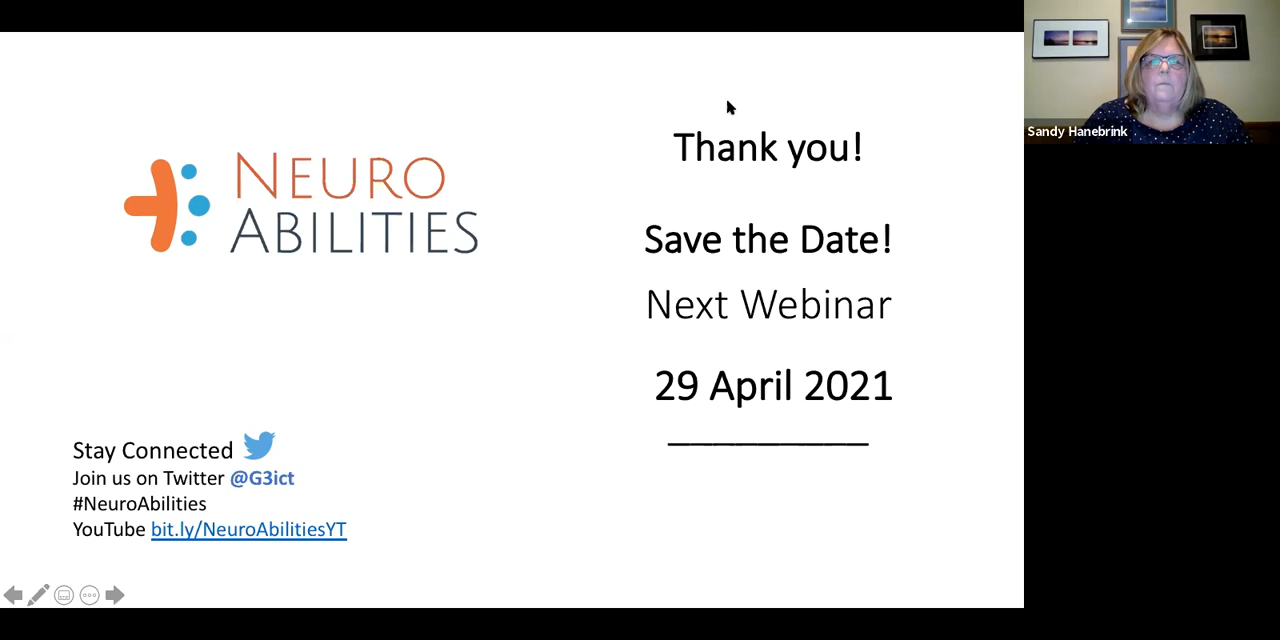 NEURO
ABILITIES
Thank you!
Save the Date!
Next Webinar
29 April 2021
Stay Connected
Join us on Twitter @G3ict
#NeuroAbilities
YouTube bit.ly/NeuroAbilitiesYT
Sandy Hanebrink